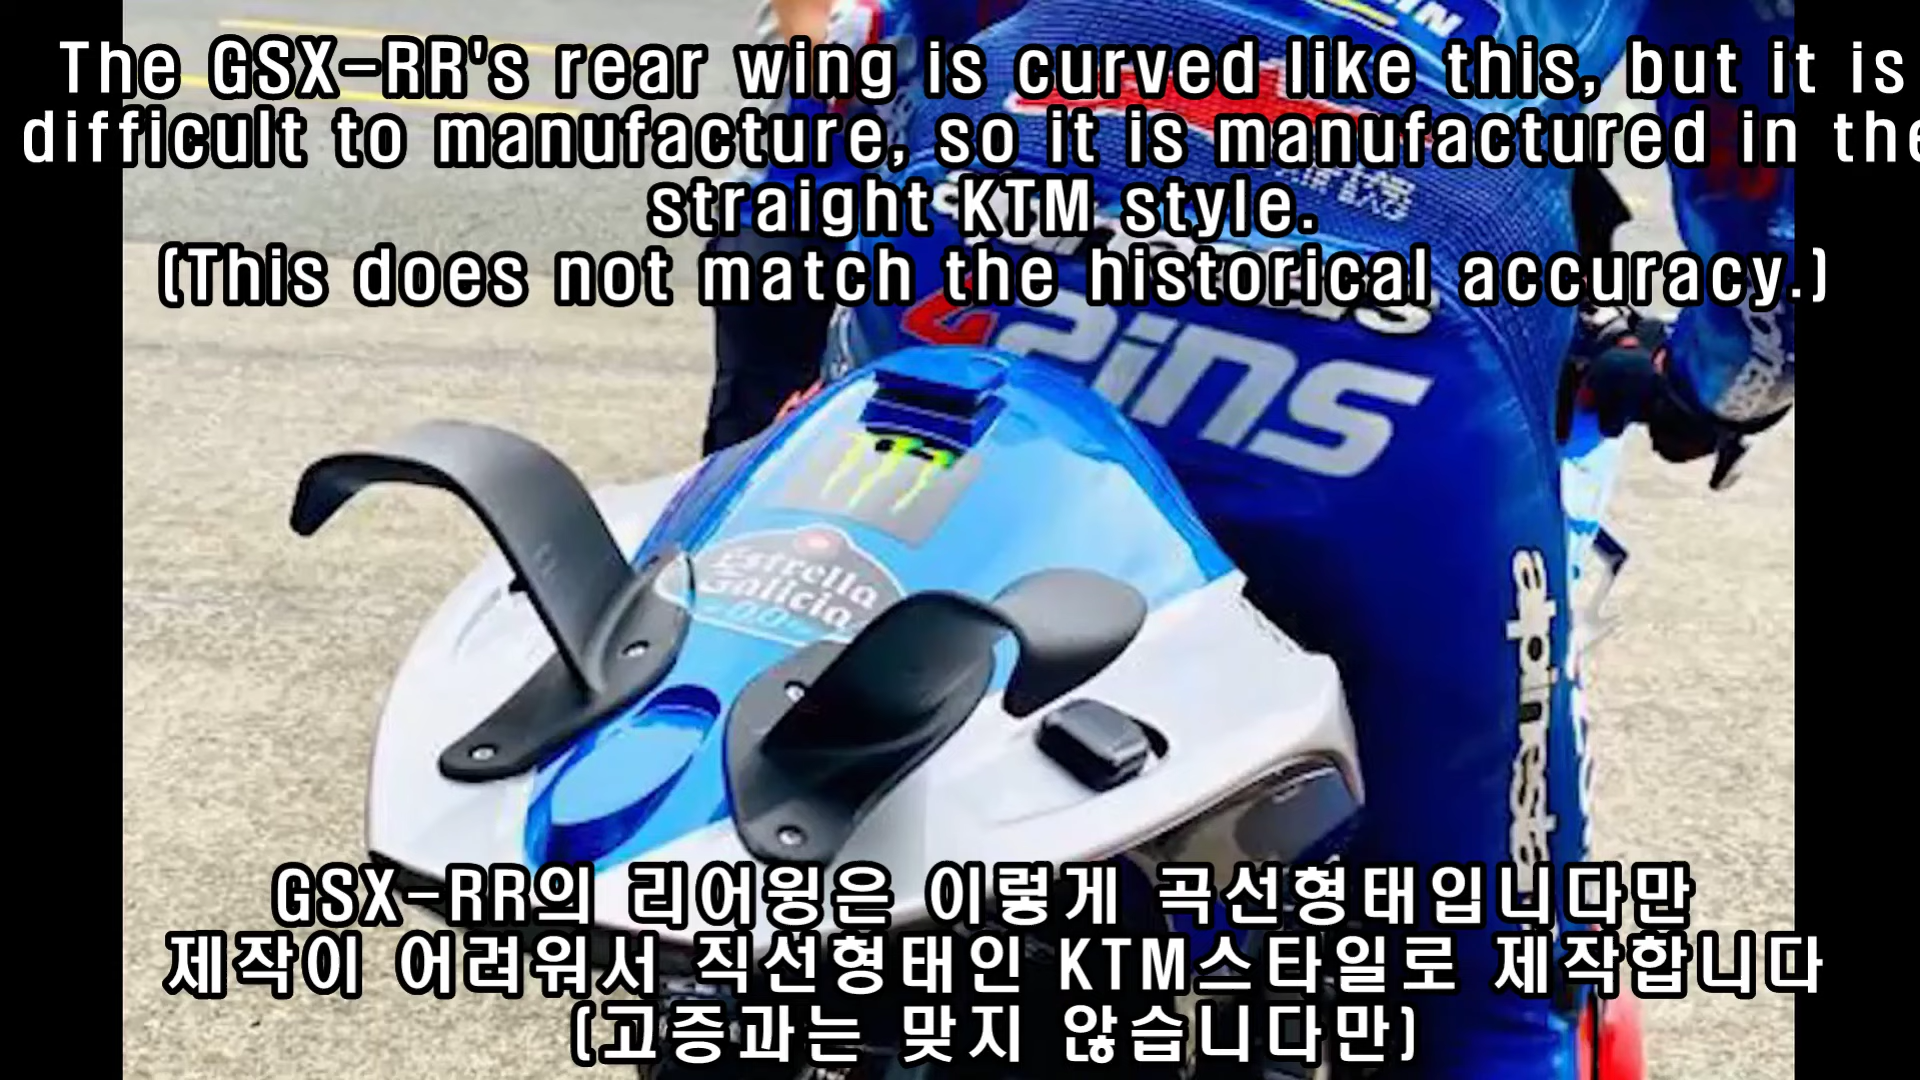 The GSX-RR's rear wing is curved like this, but it is
difficult to manufacture, so it is manufactured in the
straight KTM style.
(This does not match the historical accuracy.)
Estrella
Galicia
0,0
alpinestars
GSX-RR의 리어윙은 이렇게 곡선형태입니다만
제작이 어려워서 직선형태인 KTM스타일로 제작합니다
(고증과는 맞지 않습니다만)